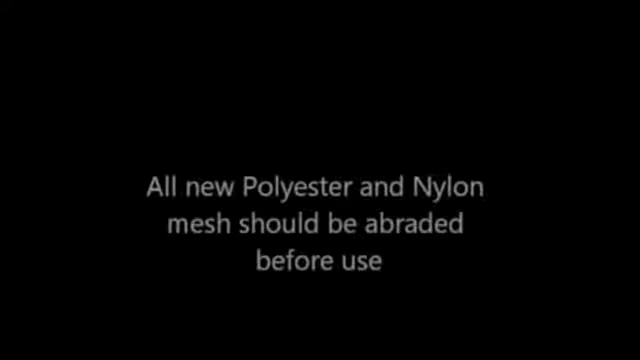 All new Polyester and Nylon
mesh should be abraded
before use